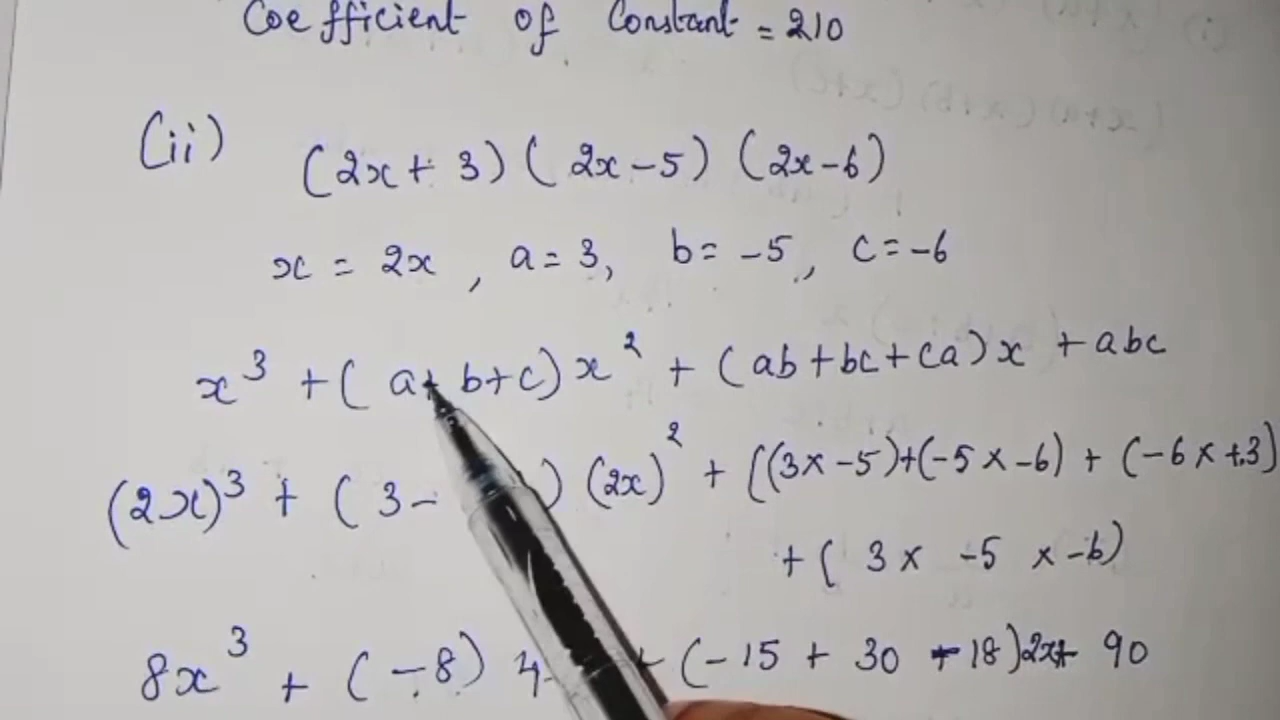 Coefficient of Constant = 210
(ii) (2x + 3) (2x - 5) (2x - 6)
x = 2x, a = 3, b = -5, c = -6
x³ + (a + b + c) x² + (ab + bc + ca) x + abc
(2x)³ + (3 - ) (2x)² + ((3 x -5) + (-5 x -6) + (-6 x +3)
+ ( 3 x -5 x -6)
8x³ + (-8) 4 (-15 + 30 - 18) 2x + 90